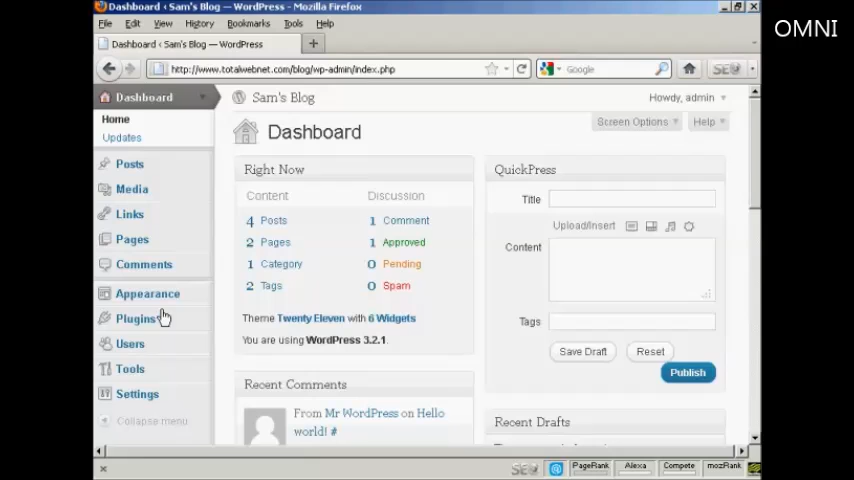 Dashboard ‹ Sam's Blog — WordPress - Mozilla Firefox
OMNI
File Edit View History Bookmarks Tools Help
Dashboard ‹ Sam's Blog — WordPress
http://www.totalwebnet.com/blog/wp-admin/index.php
Google
SEO
Dashboard
Sam's Blog
Howdy, admin
Home
Updates
Dashboard
Screen Options
Help
Posts
Media
Links
Pages
Comments
Appearance
Plugins
Users
Tools
Settings
Collapse menu
Right Now
Content Discussion
4 Posts 1 Comment
2 Pages 1 Approved
1 Category 0 Pending
2 Tags 0 Spam
Theme Twenty Eleven with 6 Widgets
You are using WordPress 3.2.1.
Recent Comments
From Mr WordPress on Hello
world! #
QuickPress
Title
Upload/Insert
Content
Tags
Save Draft
Reset
Publish
Recent Drafts
SEO
PageRank
Alexa
Compete
mozRank